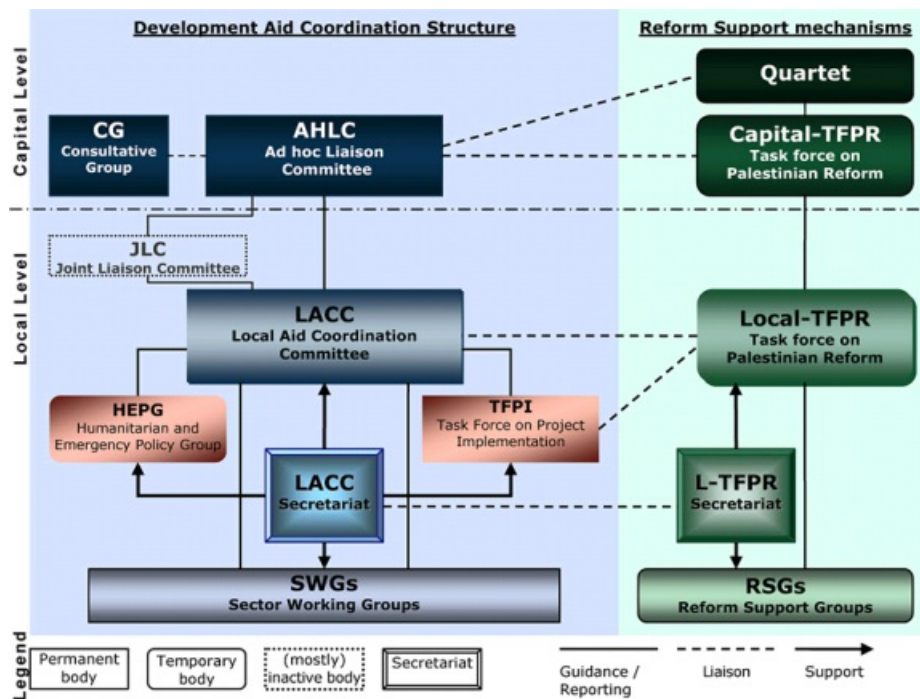 Development Aid Coordination Structure
Reform Support mechanisms
Capital Level
Quartet
CG
Consultative
Group
AHLC
Ad hoc Liaison
Committee
Capital-TFPR
Task force on
Palestinian Reform
Local Level
JLC
Joint Liaison Committee
LACC
Local Aid Coordination
Committee
Local-TFPR
Task force on
Palestinian Reform
HEPG
Humanitarian and
Emergency Policy Group
TFPI
Task Force on Project
Implementation
LACC
Secretariat
L-TFPR
Secretariat
SWGs
Sector Working Groups
RSGs
Reform Support Groups
Legend
Permanent
body
Temporary
body
(mostly)
inactive body
Secretariat
Guidance /
Reporting
Liaison
Support